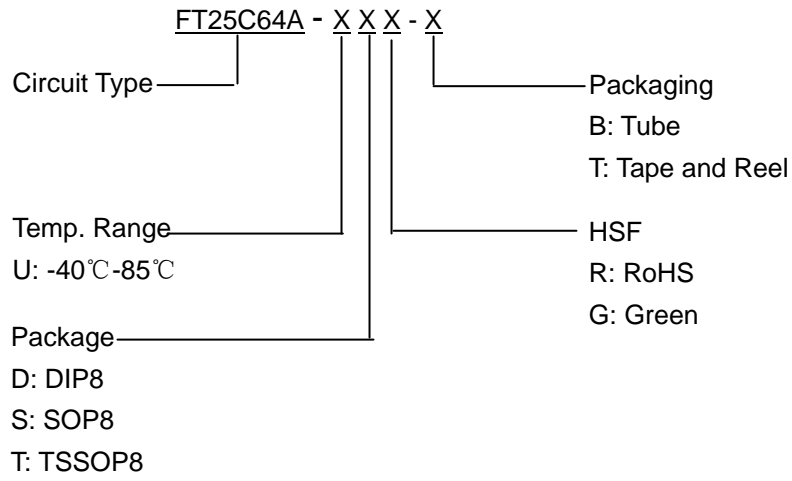 FT25C64A - X X X - X
Circuit Type
Packaging
B: Tube
T: Tape and Reel
Temp. Range
U: -40℃-85℃
HSF
R: RoHS
G: Green
Package
D: DIP8
S: SOP8
T: TSSOP8